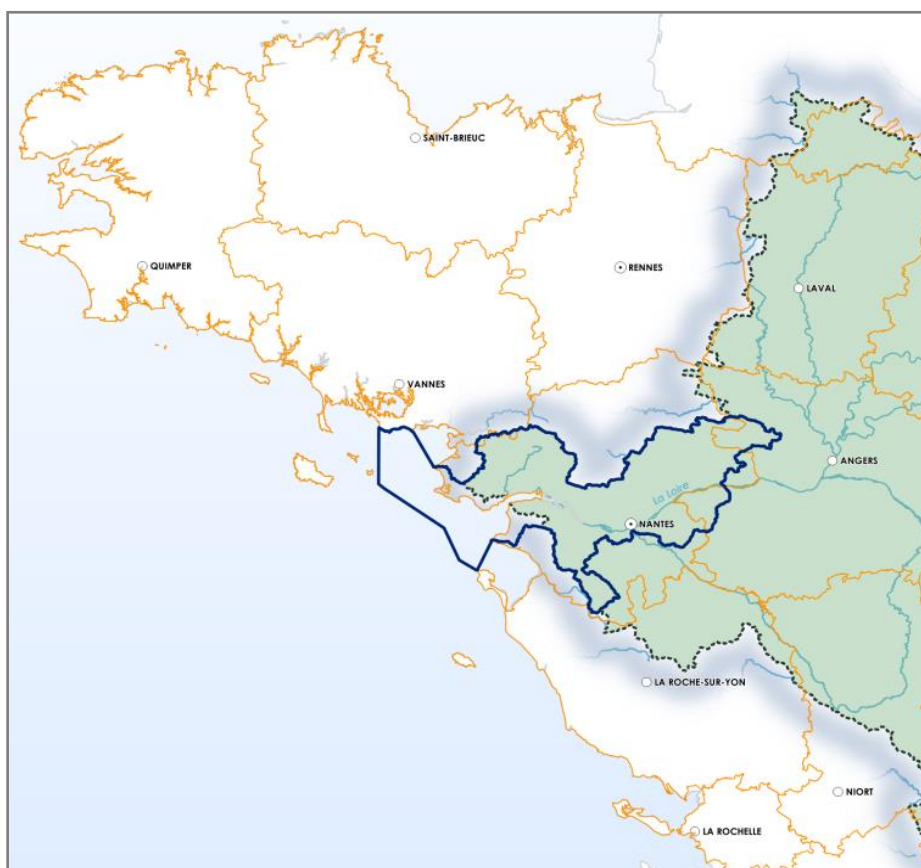 SAINT-BRIEUC
QUIMPER
RENNES
LAVAL
VANNES
ANGERS
La Loire
NANTES
LA ROCHE-SUR-YON
NIORT
LA ROCHELLE